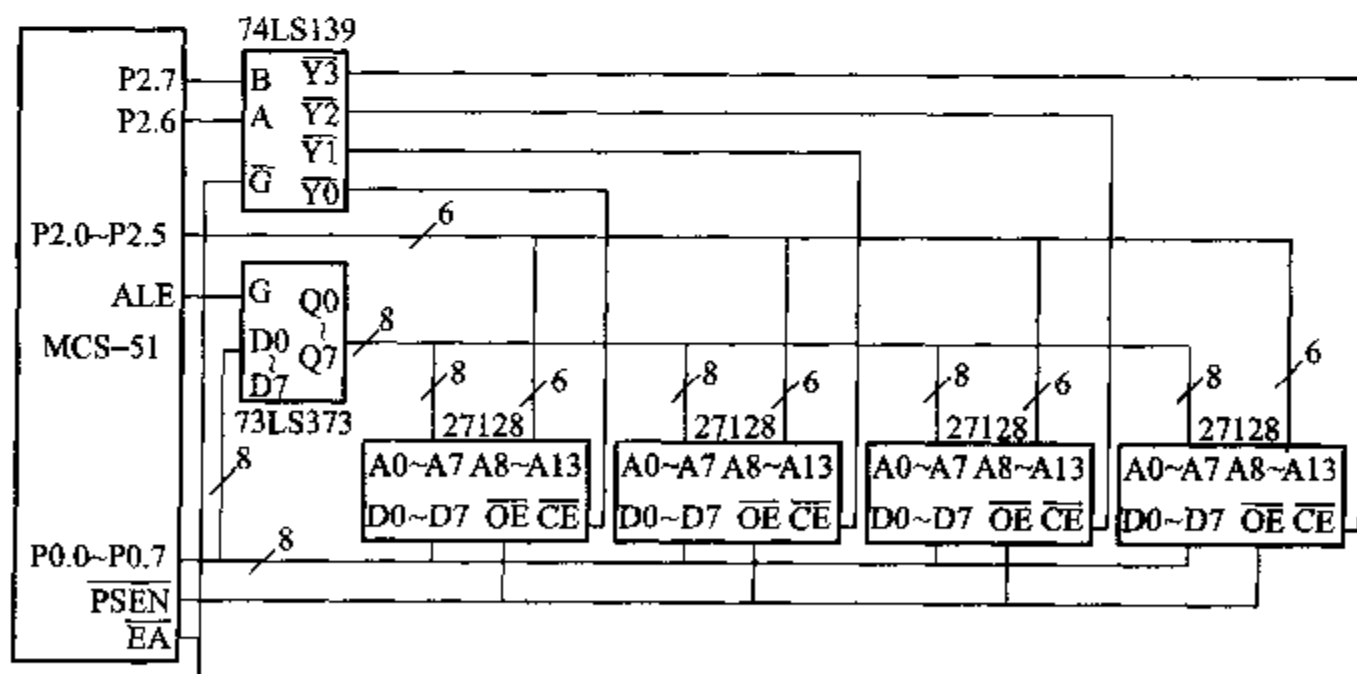 74LS139
P2.7
B
Y3
P2.6
A
Y2
Y1
G
Y0
P2.0~P2.5
6
ALE
G
Q0
~
Q7
8
MCS-51
D0
~
D7
73LS373
8
8
6
8
6
8
6
8
6
27128
27128
27128
27128
A0~A7 A8~A13
D0~D7 OE CE
A0~A7 A8~A13
D0~D7 OE CE
A0~A7 A8~A13
D0~D7 OE CE
A0~A7 A8~A13
D0~D7 OE CE
P0.0~P0.7
8
PSEN
EA